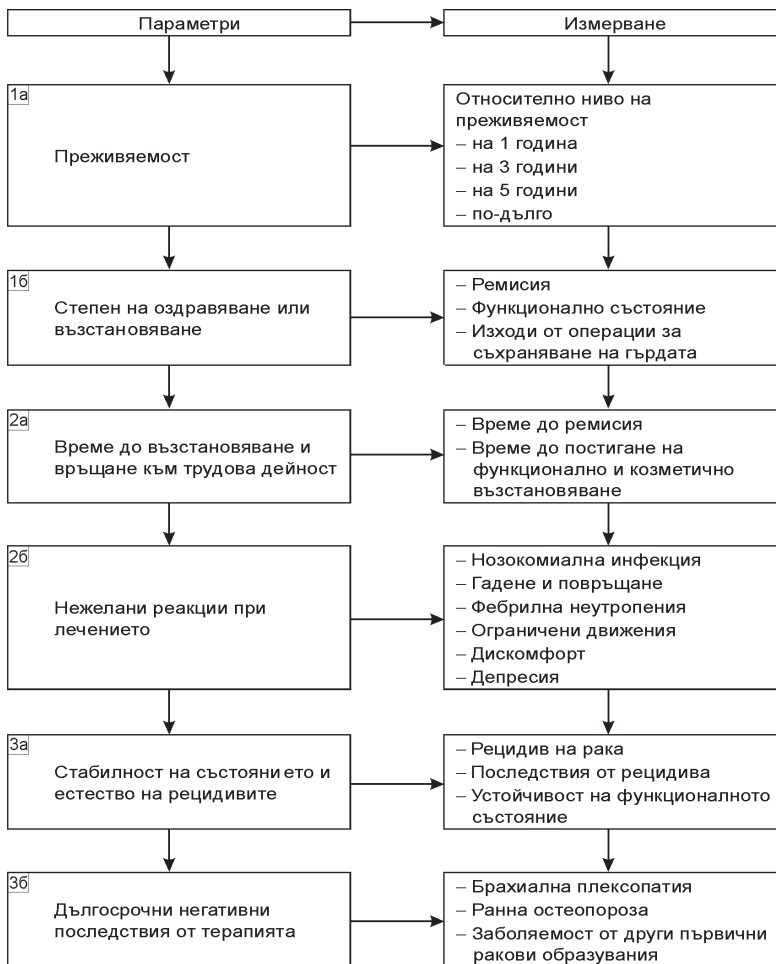 Параметри
Измерване
1а
Преживяемост
Относително ниво на
преживяемост
– на 1 година
– на 3 години
– на 5 години
– по-дълго
1б
Степен на оздравяване или
възстановяване
– Ремисия
– Функционално състояние
– Изходи от операции за
съхраняване на гърдата
2а
Време до възстановяване и
връщане към трудова дейност
– Време до ремисия
– Време до постигане на
функционално и козметично
възстановяване
2б
Нежелани реакции при
лечението
– Нозокомиална инфекция
– Гадене и повръщане
– Фебрилна неутропения
– Ограничени движения
– Дискомфорт
– Депресия
3а
Стабилност на състоянието и
естество на рецидивите
– Рецидив на рака
– Последствия от рецидива
– Устойчивост на функционалното
състояние
3б
Дългосрочни негативни
последствия от терапията
– Брахиална плексопатия
– Ранна остеопороза
– Заболяемост от други първични
ракови образувания